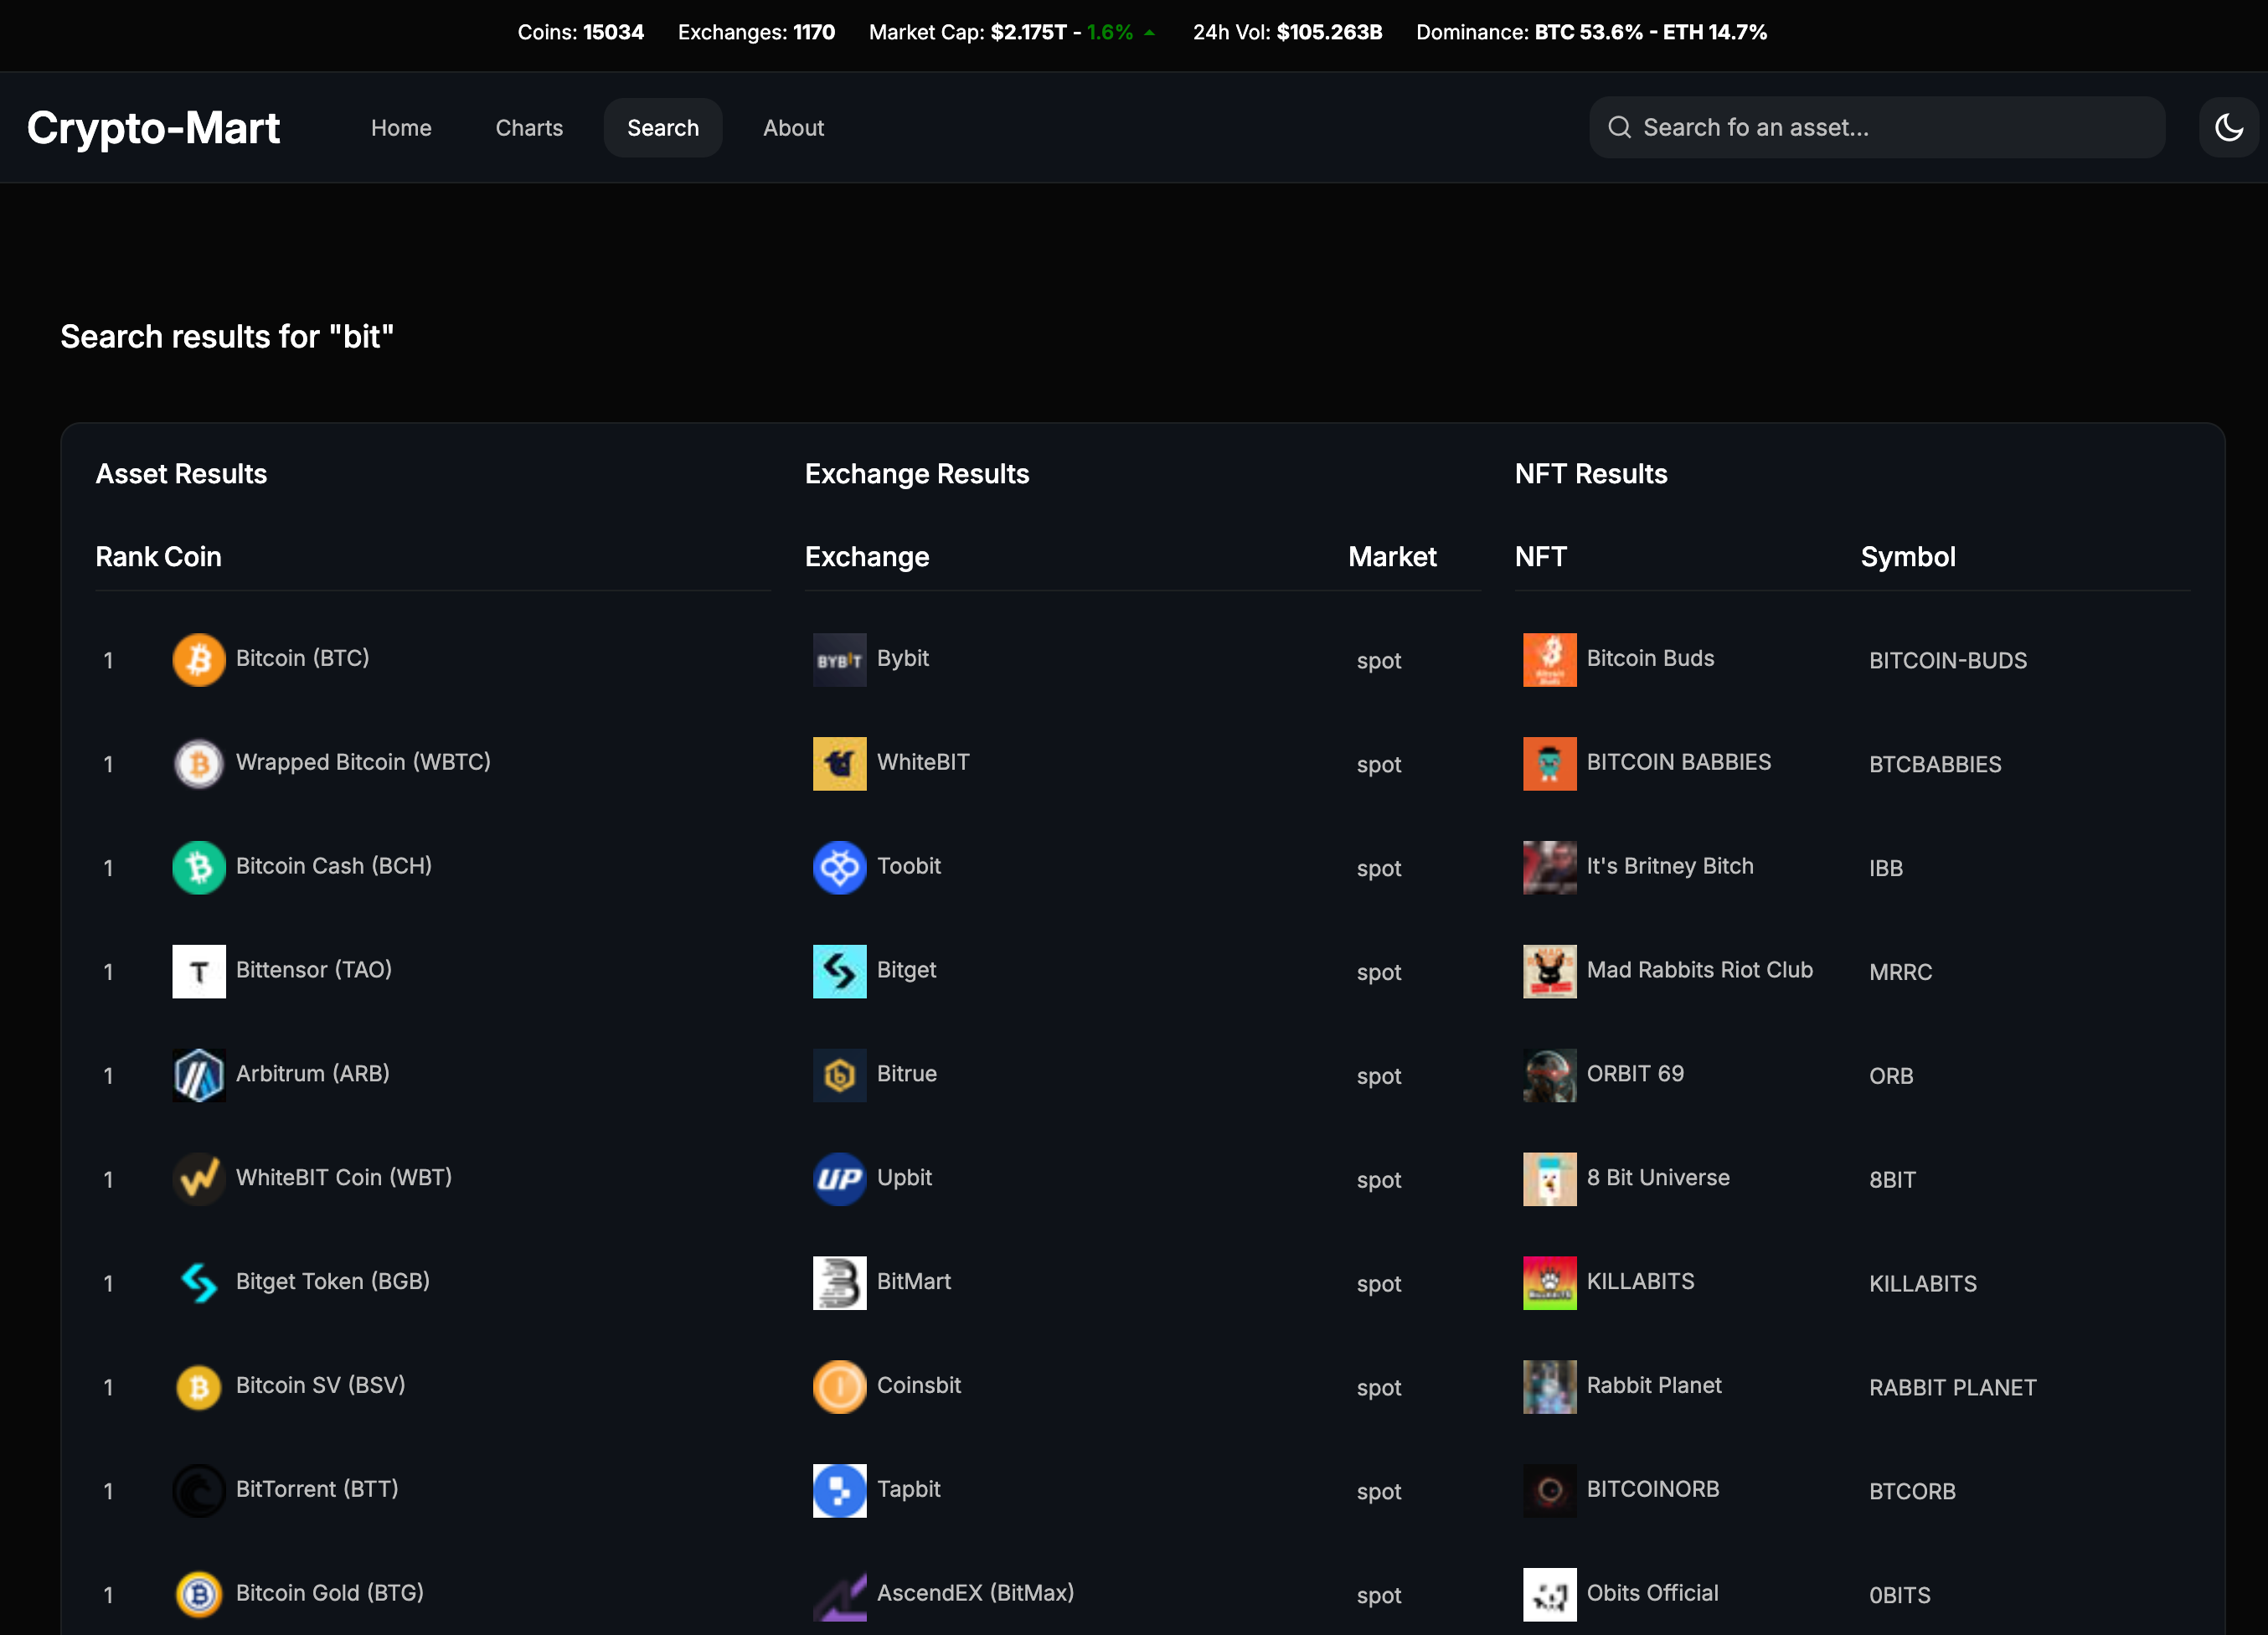 Coins: 15034 Exchanges: 1170 Market Cap: $2.175T - 1.6% 24h Vol: $105.263B Dominance: BTC 53.6% - ETH 14.7%
Crypto-Mart Home Charts Search About Search fo an asset...
Search results for "bit"
Asset Results Exchange Results NFT Results
Rank Coin Exchange Market NFT Symbol
1 Bitcoin (BTC) BYBIT Bybit spot Bitcoin Buds BITCOIN-BUDS
1 Wrapped Bitcoin (WBTC) WhiteBIT spot BITCOIN BABBIES BTCBABBIES
1 Bitcoin Cash (BCH) Toobit spot It's Britney Bitch IBB
1 Bittensor (TAO) Bitget spot Mad Rabbits Riot Club MRRC
1 Arbitrum (ARB) Bitrue spot ORBIT 69 ORB
1 WhiteBIT Coin (WBT) UP Upbit spot 8 Bit Universe 8BIT
1 Bitget Token (BGB) BitMart spot KILLABITS KILLABITS
1 Bitcoin SV (BSV) Coinsbit spot Rabbit Planet RABBIT PLANET
1 BitTorrent (BTT) Tapbit spot BITCOINORB BTCORB
1 Bitcoin Gold (BTG) AscendEX (BitMax) spot Obits Official 0BITS